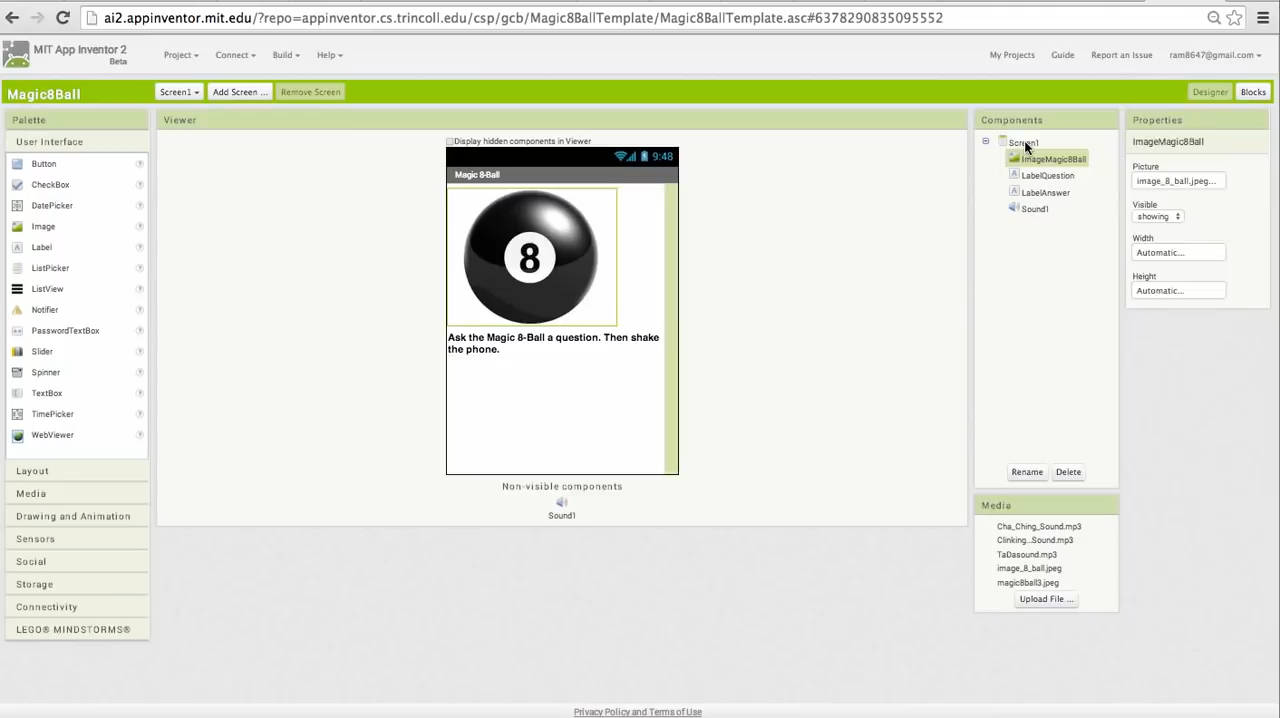 ai2.appinventor.mit.edu/?repo=appinventor.cs.trincoll.edu/csp/gcb/Magic8BallTemplate/Magic8BallTemplate.asc#6378290835095552
MIT App Inventor 2
Beta
Project
Connect
Build
Help
My Projects
Guide
Report an Issue
ram8647@gmail.com
Magic8Ball
Screen1
Add Screen ...
Remove Screen
Designer
Blocks
Palette
User Interface
Button
CheckBox
DatePicker
Image
Label
ListPicker
ListView
Notifier
PasswordTextBox
Slider
Spinner
TextBox
TimePicker
WebViewer
Layout
Media
Drawing and Animation
Sensors
Social
Storage
Connectivity
LEGO® MINDSTORMS®
Viewer
Display hidden components in Viewer
9:48
Magic 8-Ball
8
Ask the Magic 8-Ball a question. Then shake
the phone.
Non-visible components
Sound1
Components
Screen1
ImageMagic8Ball
LabelQuestion
LabelAnswer
Sound1
Rename
Delete
Media
Cha_Ching_Sound.mp3
Clinking...Sound.mp3
TaDasound.mp3
image_8_ball.jpeg
magic8ball3.jpeg
Upload File ...
Properties
ImageMagic8Ball
Picture
image_8_ball.jpeg...
Visible
showing
Width
Automatic...
Height
Automatic...
Privacy Policy and Terms of Use